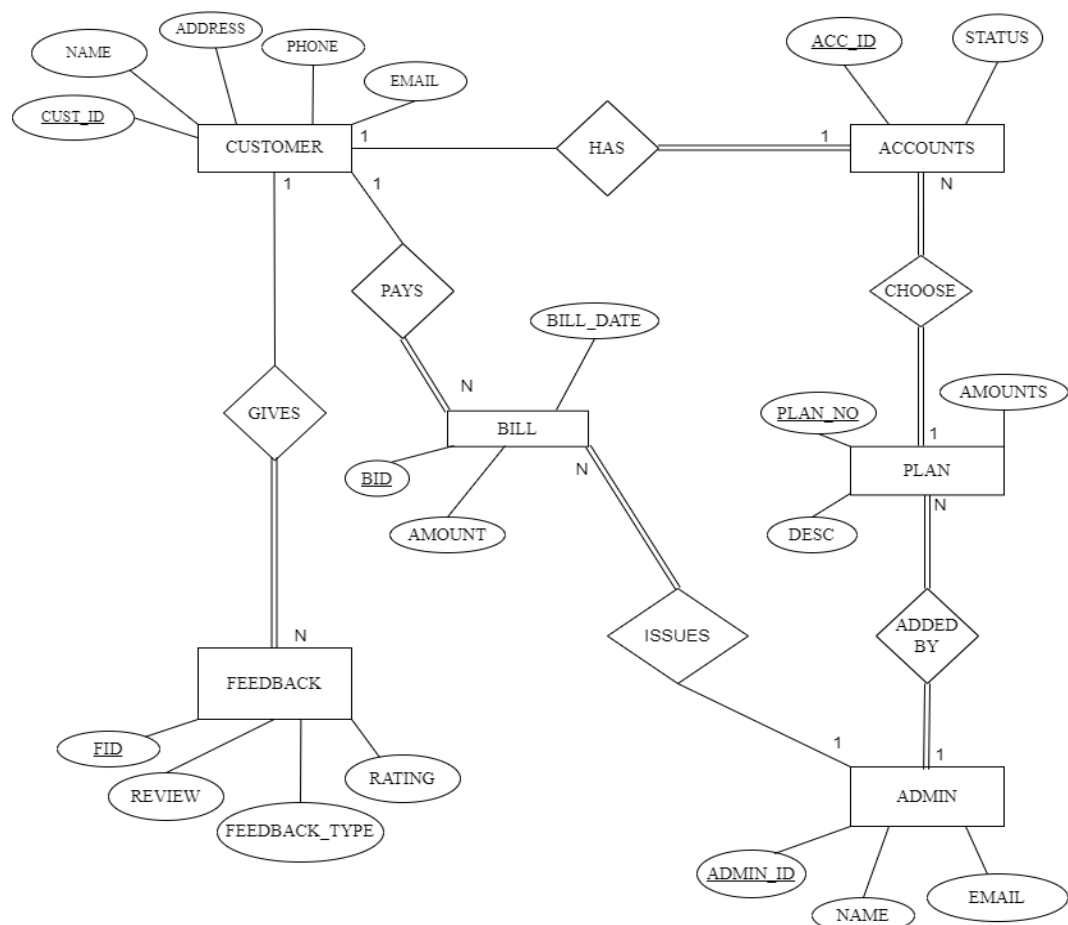 ADDRESS
NAME
PHONE
EMAIL
CUST_ID
CUSTOMER
1
1
1
HAS
1
ACC_ID
STATUS
ACCOUNTS
N
PAYS
CHOOSE
BILL_DATE
N
BILL
BID
AMOUNT
N
GIVES
AMOUNTS
PLAN_NO
1
PLAN
N
DESC
ISSUES
ADDED
BY
N
FEEDBACK
FID
REVIEW
FEEDBACK_TYPE
RATING
1
1
ADMIN
ADMIN_ID
NAME
EMAIL